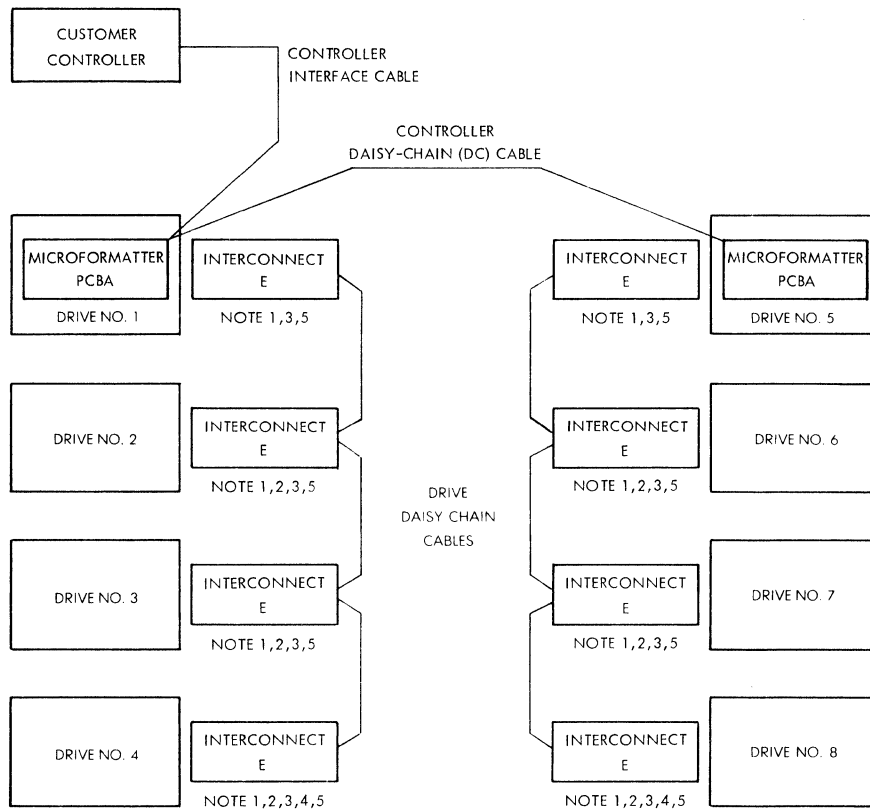 CUSTOMER
CONTROLLER
CONTROLLER
INTERFACE CABLE
CONTROLLER
DAISY-CHAIN (DC) CABLE
MICROFORMATTER
PCBA
DRIVE NO. 1
INTERCONNECT
E
NOTE 1,3,5
INTERCONNECT
E
NOTE 1,3,5
MICROFORMATTER
PCBA
DRIVE NO. 5
DRIVE NO. 2
INTERCONNECT
E
NOTE 1,2,3,5
INTERCONNECT
E
NOTE 1,2,3,5
DRIVE NO. 6
DRIVE
DAISY CHAIN
CABLES
DRIVE NO. 3
INTERCONNECT
E
NOTE 1,2,3,5
INTERCONNECT
E
NOTE 1,2,3,5
DRIVE NO. 7
DRIVE NO. 4
INTERCONNECT
E
NOTE 1,2,3,4,5
INTERCONNECT
E
NOTE 1,2,3,4,5
DRIVE NO. 8